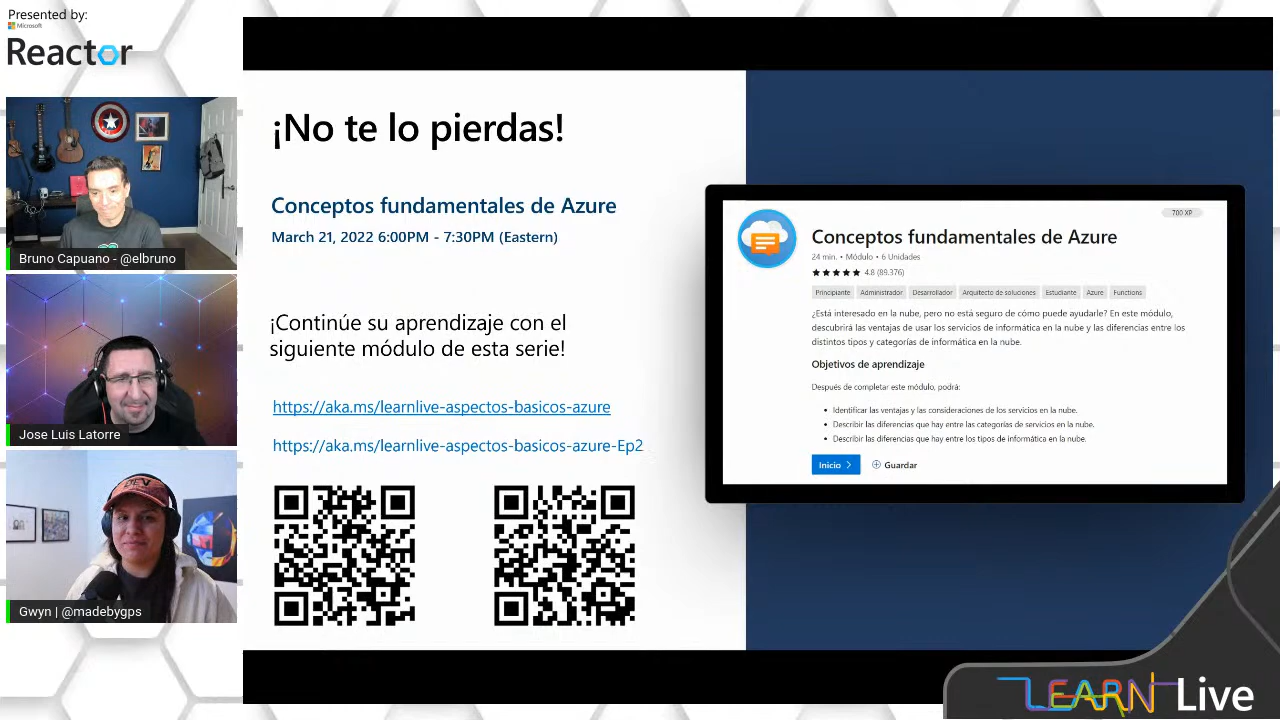 Presented by:
Microsoft
Reactor
Bruno Capuano - @elbruno
Jose Luis Latorre
Gwyn | @madebygps
¡No te lo pierdas!
Conceptos fundamentales de Azure
March 21, 2022 6:00PM - 7:30PM (Eastern)
¡Continúe su aprendizaje con el
siguiente módulo de esta serie!
https://aka.ms/learnlive-aspectos-basicos-azure
https://aka.ms/learnlive-aspectos-basicos-azure-Ep2
700 XP
Conceptos fundamentales de Azure
24 min. • Módulo • 6 Unidades
4.8 (89.376)
Principiante Administrador Desarrollador Arquitecto de soluciones Estudiante Azure Functions
¿Está interesado en la nube, pero no está seguro de cómo puede ayudarle? En este módulo,
descubrirá las ventajas de usar los servicios de informática en la nube y las diferencias entre los
distintos tipos y categorías de informática en la nube.
Objetivos de aprendizaje
Después de completar este módulo, podrá:
• Identificar las ventajas y las consideraciones de los servicios en la nube.
• Describir las diferencias que hay entre las categorías de servicios en la nube.
• Describir las diferencias que hay entre los tipos de informática en la nube.
Inicio
Guardar
LEARN Live